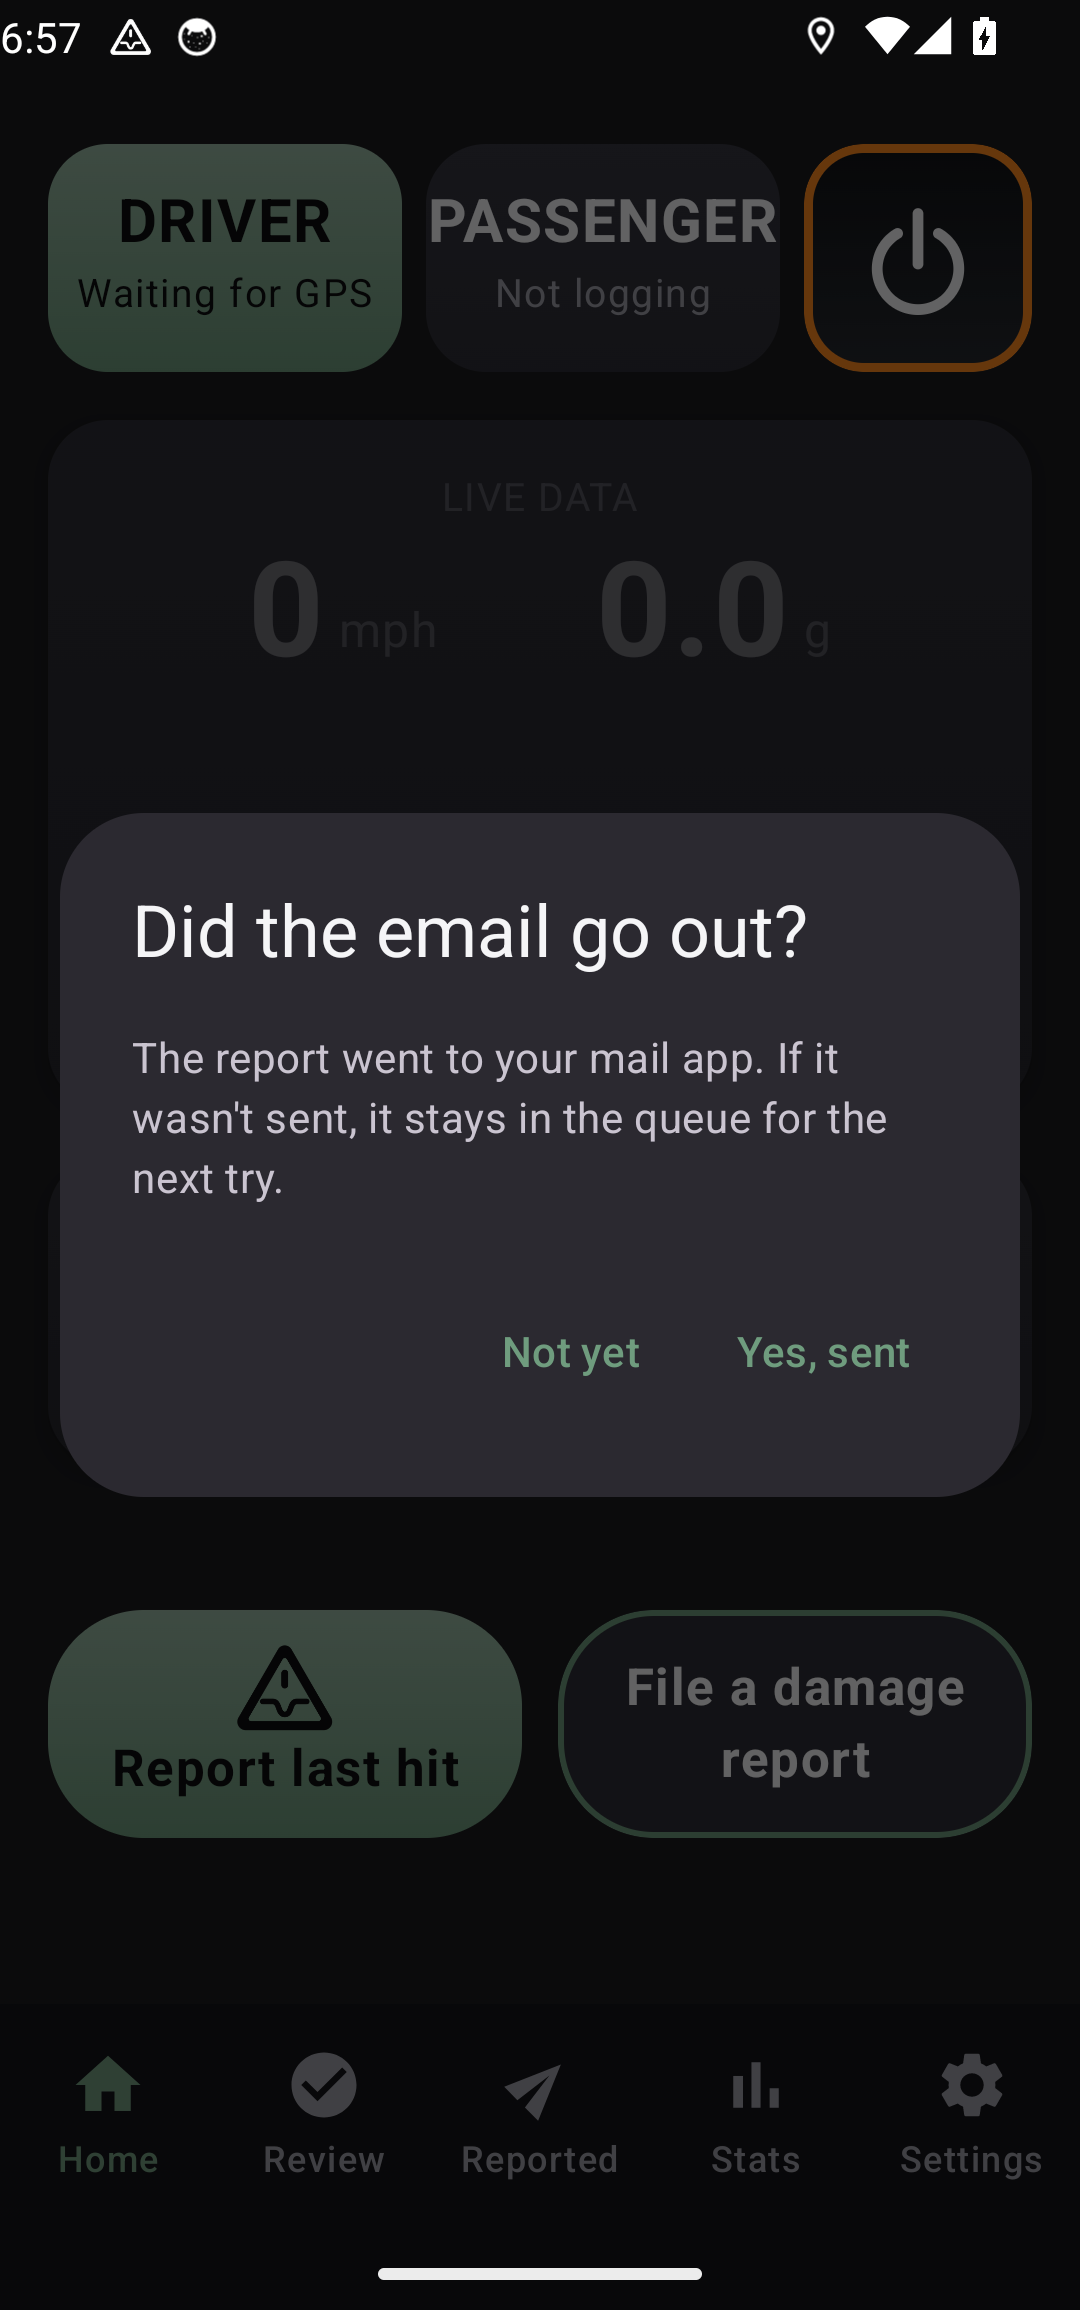 6:57
DRIVER
Waiting for GPS
PASSENGER
Not logging
LIVE DATA
0 mph
0.0 g
Did the email go out?
The report went to your mail app. If it
wasn't sent, it stays in the queue for the
next try.
Not yet
Yes, sent
Report last hit
File a damage
report
Home
Review
Reported
Stats
Settings